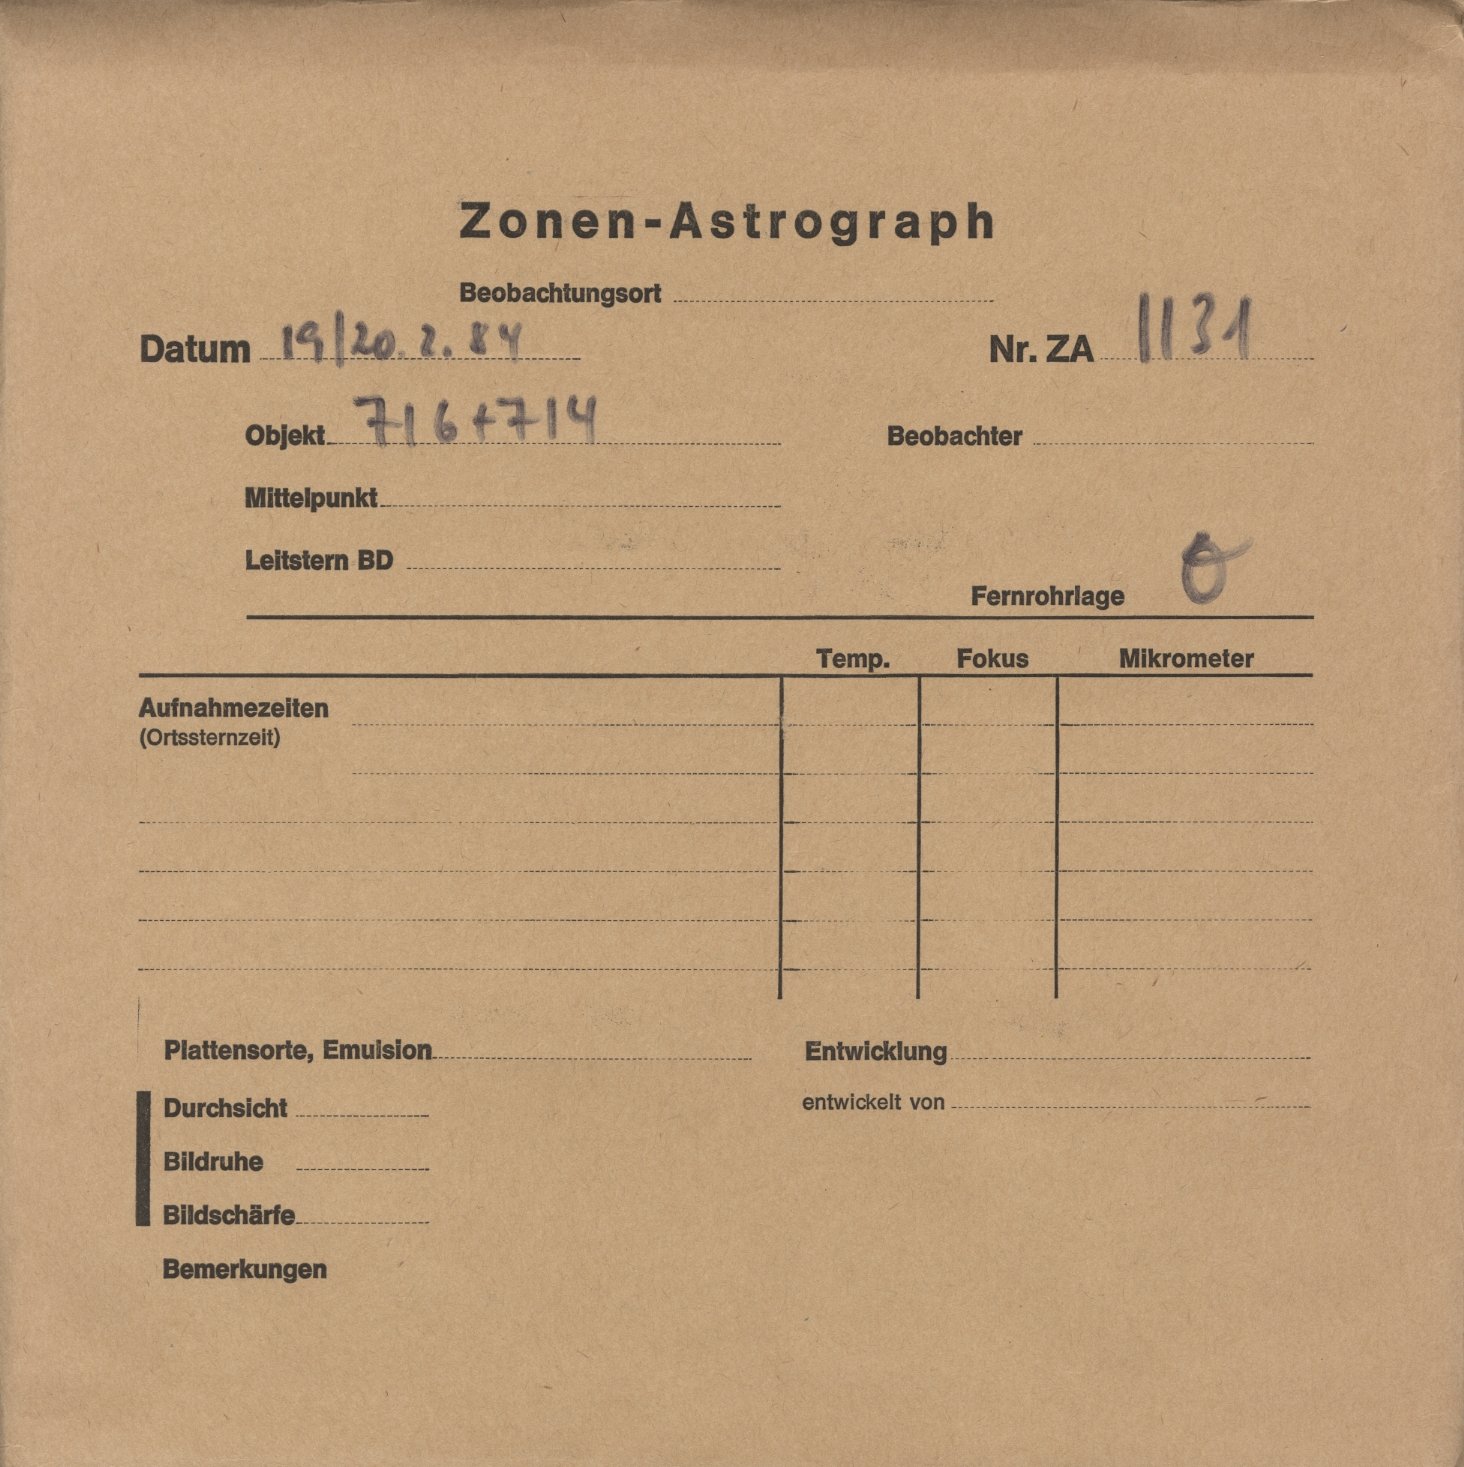 Zonen-Astrograph
Beobachtungsort
Datum 19/20.2.84
Nr. ZA 1131
Objekt 716+714
Beobachter
Mittelpunkt
Leitstern BD
Fernrohrlage O
Temp. Fokus Mikrometer
Aufnahmezeiten
(Ortssternzeit)
Plattensorte, Emulsion
Entwicklung
Durchsicht
entwickelt von
Bildruhe
Bildschärfe
Bemerkungen